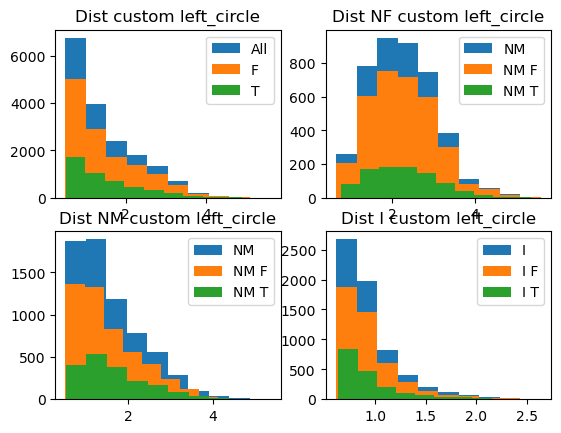 Dist custom left_circle
6000
4000
2000
0
2
4
All
F
T
Dist NF custom left_circle
800
600
400
200
0
2
4
NM
NM F
NM T
Dist NM custom left_circle
1500
1000
500
0
2
4
NM
NM F
NM T
Dist I custom left_circle
2500
2000
1500
1000
500
0
1.0
1.5
2.0
2.5
I
I F
I T